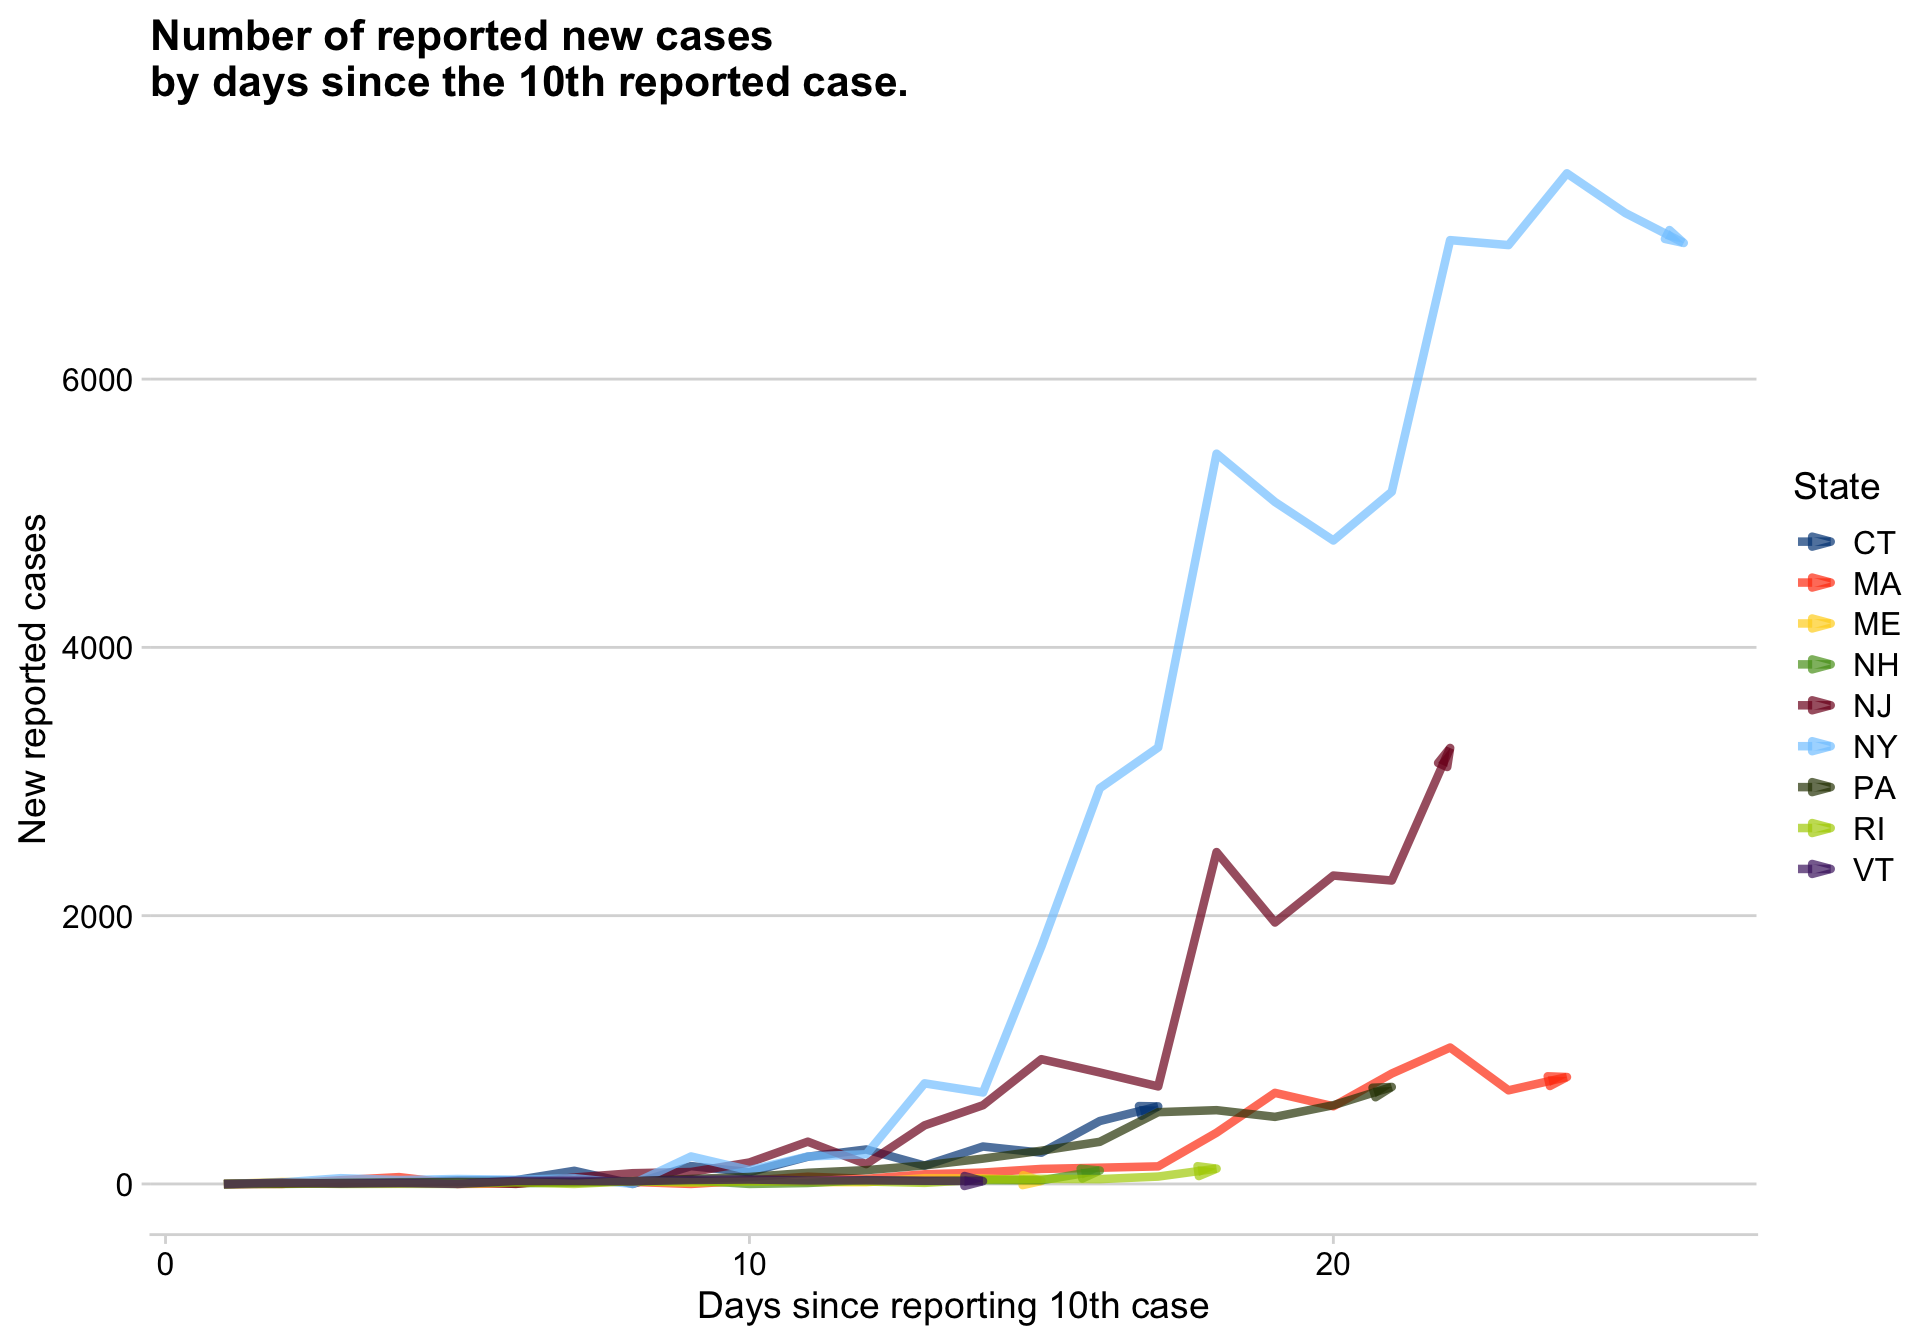 Number of reported new cases
by days since the 10th reported case.
New reported cases
6000
4000
2000
0
0
10
20
Days since reporting 10th case
State
CT
MA
ME
NH
NJ
NY
PA
RI
VT